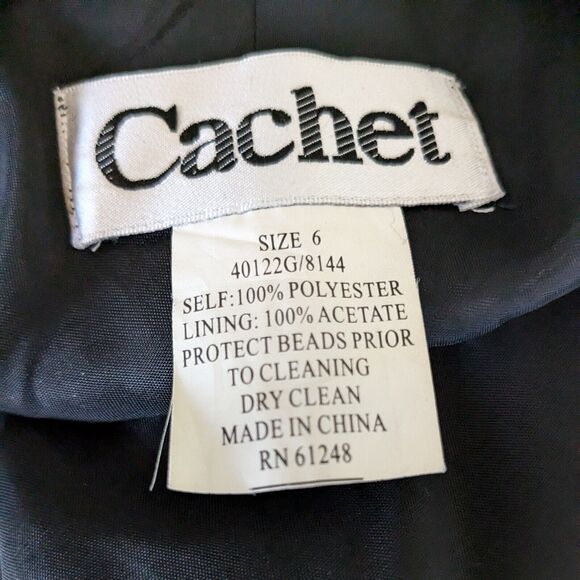 Cachet
SIZE 6
40122G/8144
SELF:100% POLYESTER
LINING: 100% ACETATE
PROTECT BEADS PRIOR
TO CLEANING
DRY CLEAN
MADE IN CHINA
RN 61248